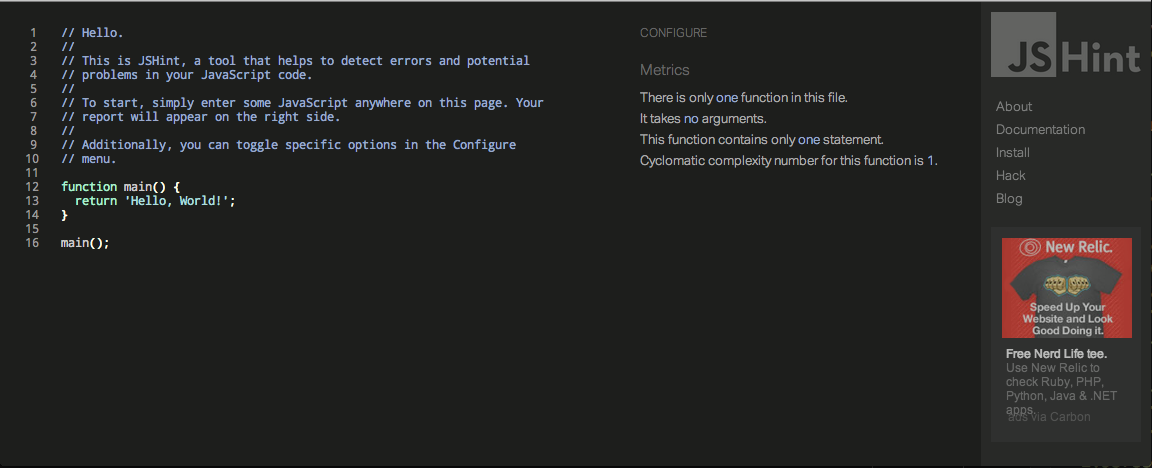 1 // Hello.
2 //
3 // This is JSHint, a tool that helps to detect errors and potential
4 // problems in your JavaScript code.
5 //
6 // To start, simply enter some JavaScript anywhere on this page. Your
7 // report will appear on the right side.
8 //
9 // Additionally, you can toggle specific options in the Configure
10 // menu.
11
12 function main() {
13   return 'Hello, World!';
14 }
15
16 main();
CONFIGURE
Metrics
There is only one function in this file.
It takes no arguments.
This function contains only one statement.
Cyclomatic complexity number for this function is 1.
JSHint
About
Documentation
Install
Hack
Blog
New Relic.
Speed Up Your
Website and Look
Good Doing it.
Free Nerd Life tee.
Use New Relic to
check Ruby, PHP,
Python, Java & .NET
apps.
ads via Carbon